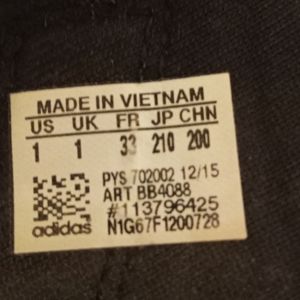 MADE IN VIETNAM
US UK FR JP CHN
1 1 33 210 200
PYS 702002 12/15
ART BB4088
#113796425
adidas N1G67F1200728